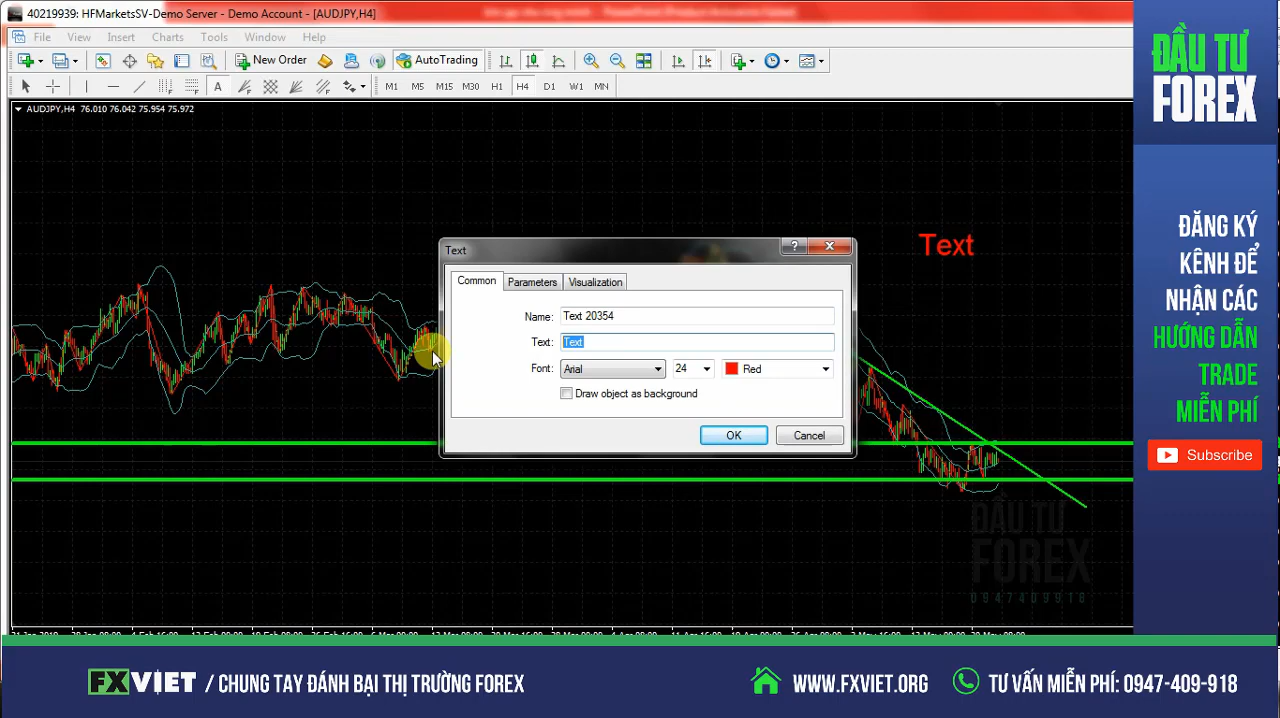 40219939: HFMarketsSV-Demo Server - Demo Account - [AUDJPY,H4]
File View Insert Charts Tools Window Help
New Order AutoTrading
A M1 M5 M15 M30 H1 H4 D1 W1 MN
AUDJPY,H4 76.010 76.042 75.954 75.972
Text
Text
Common Parameters Visualization
Name: Text 20354
Text: Text
Font: Arial 24 Red
Draw object as background
OK Cancel
ĐẦU TƯ
FOREX
0947409918
ĐẦU TƯ
FOREX
ĐĂNG KÝ
KÊNH ĐỂ
NHẬN CÁC
HƯỚNG DẪN
TRADE
MIỄN PHÍ
Subscribe
FXVIET / CHUNG TAY ĐÁNH BẠI THỊ TRƯỜNG FOREX
WWW.FXVIET.ORG
TƯ VẤN MIỄN PHÍ: 0947-409-918